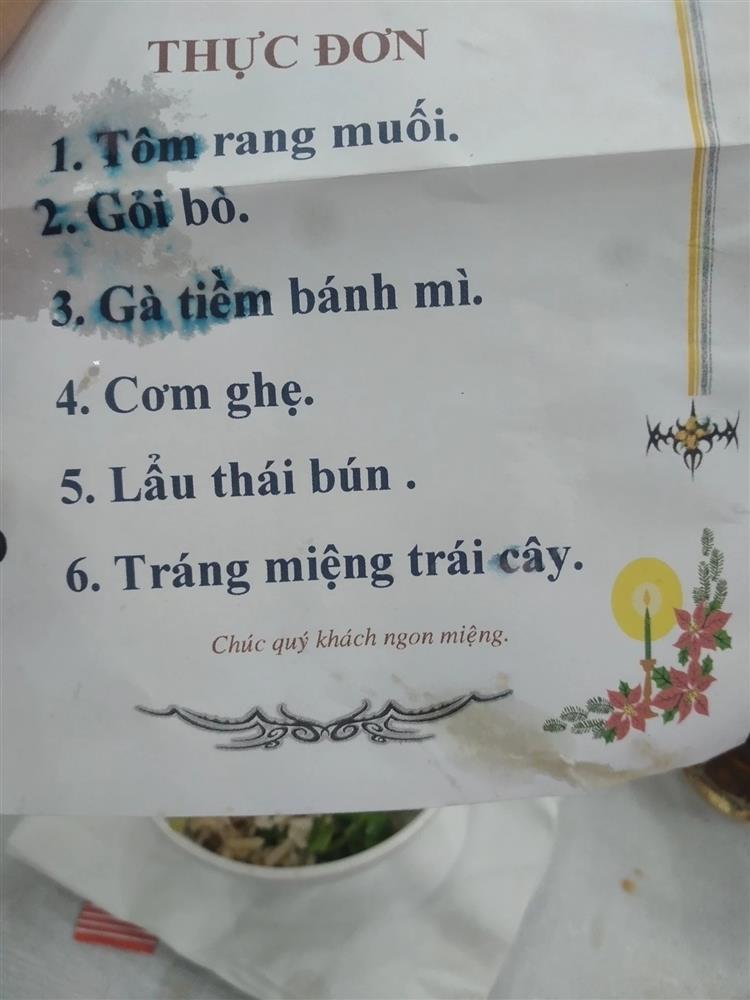 THỰC ĐƠN
1. Tôm rang muối.
2. Gỏi bò.
3. Gà tiềm bánh mì.
4. Cơm ghẹ.
5. Lẩu thái bún .
6. Tráng miệng trái cây.
Chúc quý khách ngon miệng.